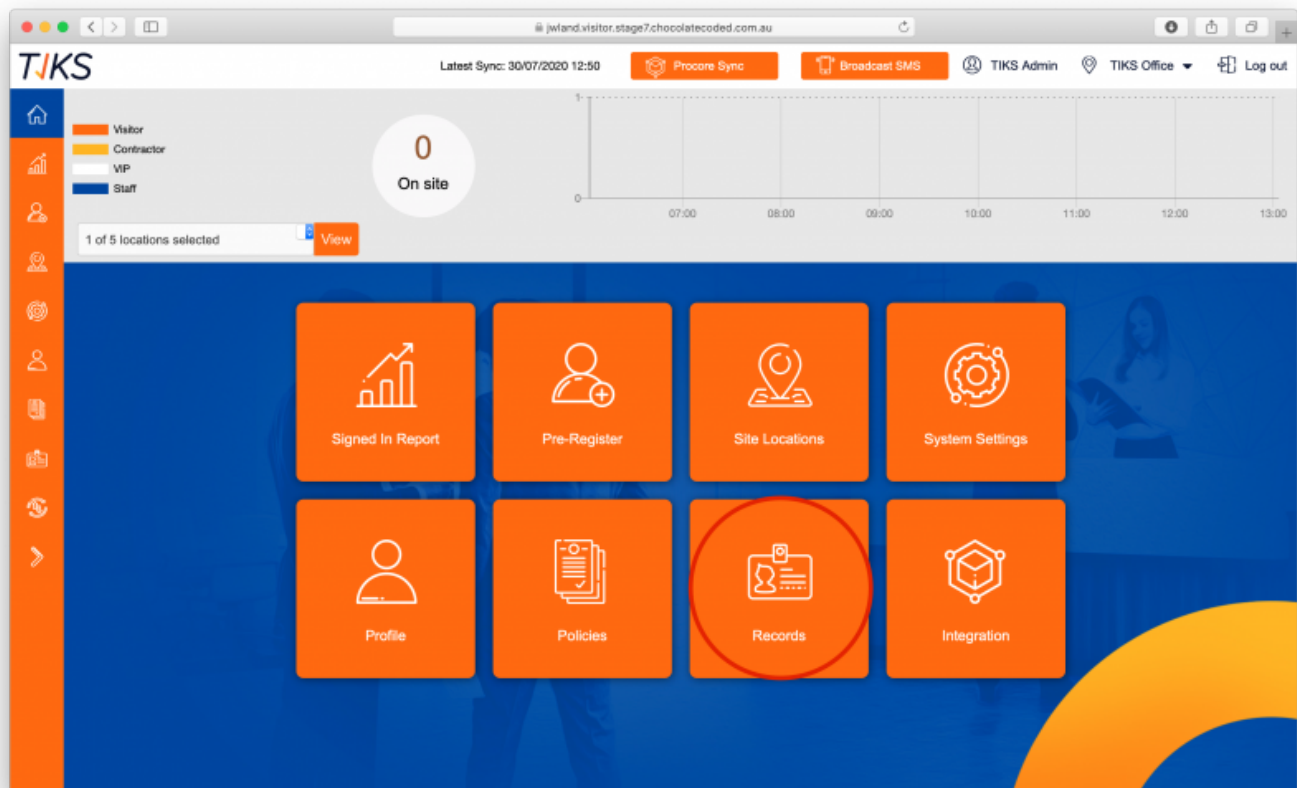 jwland.visitor.stage7.chocolatecoded.com.au
TIKS
Latest Sync: 30/07/2020 12:50
Procore Sync
Broadcast SMS
TIKS Admin
TIKS Office
Log out
Visitor
Contractor
VIP
Staff
0
On site
1
0
07:00 08:00 09:00 10:00 11:00 12:00 13:00
1 of 5 locations selected
View
Signed In Report
Pre-Register
Site Locations
System Settings
Profile
Policies
Records
Integration